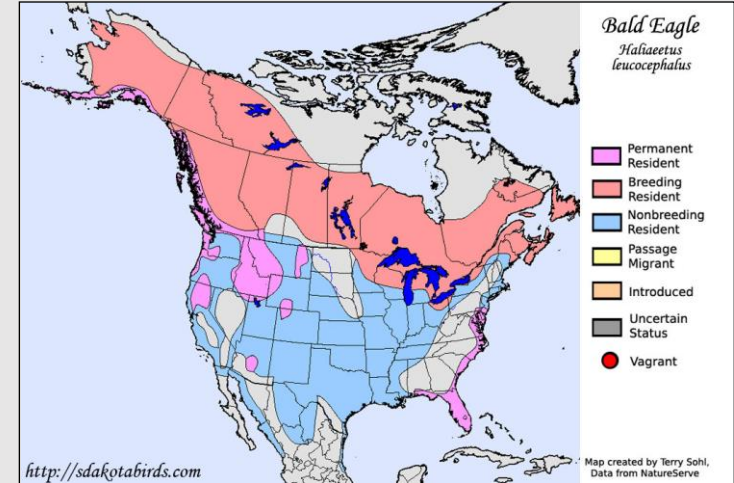 Bald Eagle
Haliaeetus
leucocephalus
Permanent
Resident
Breeding
Resident
Nonbreeding
Resident
Passage
Migrant
Introduced
Uncertain
Status
Vagrant
http://sdakotabirds.com
Map created by Terry Sohl,
Data from NatureServe